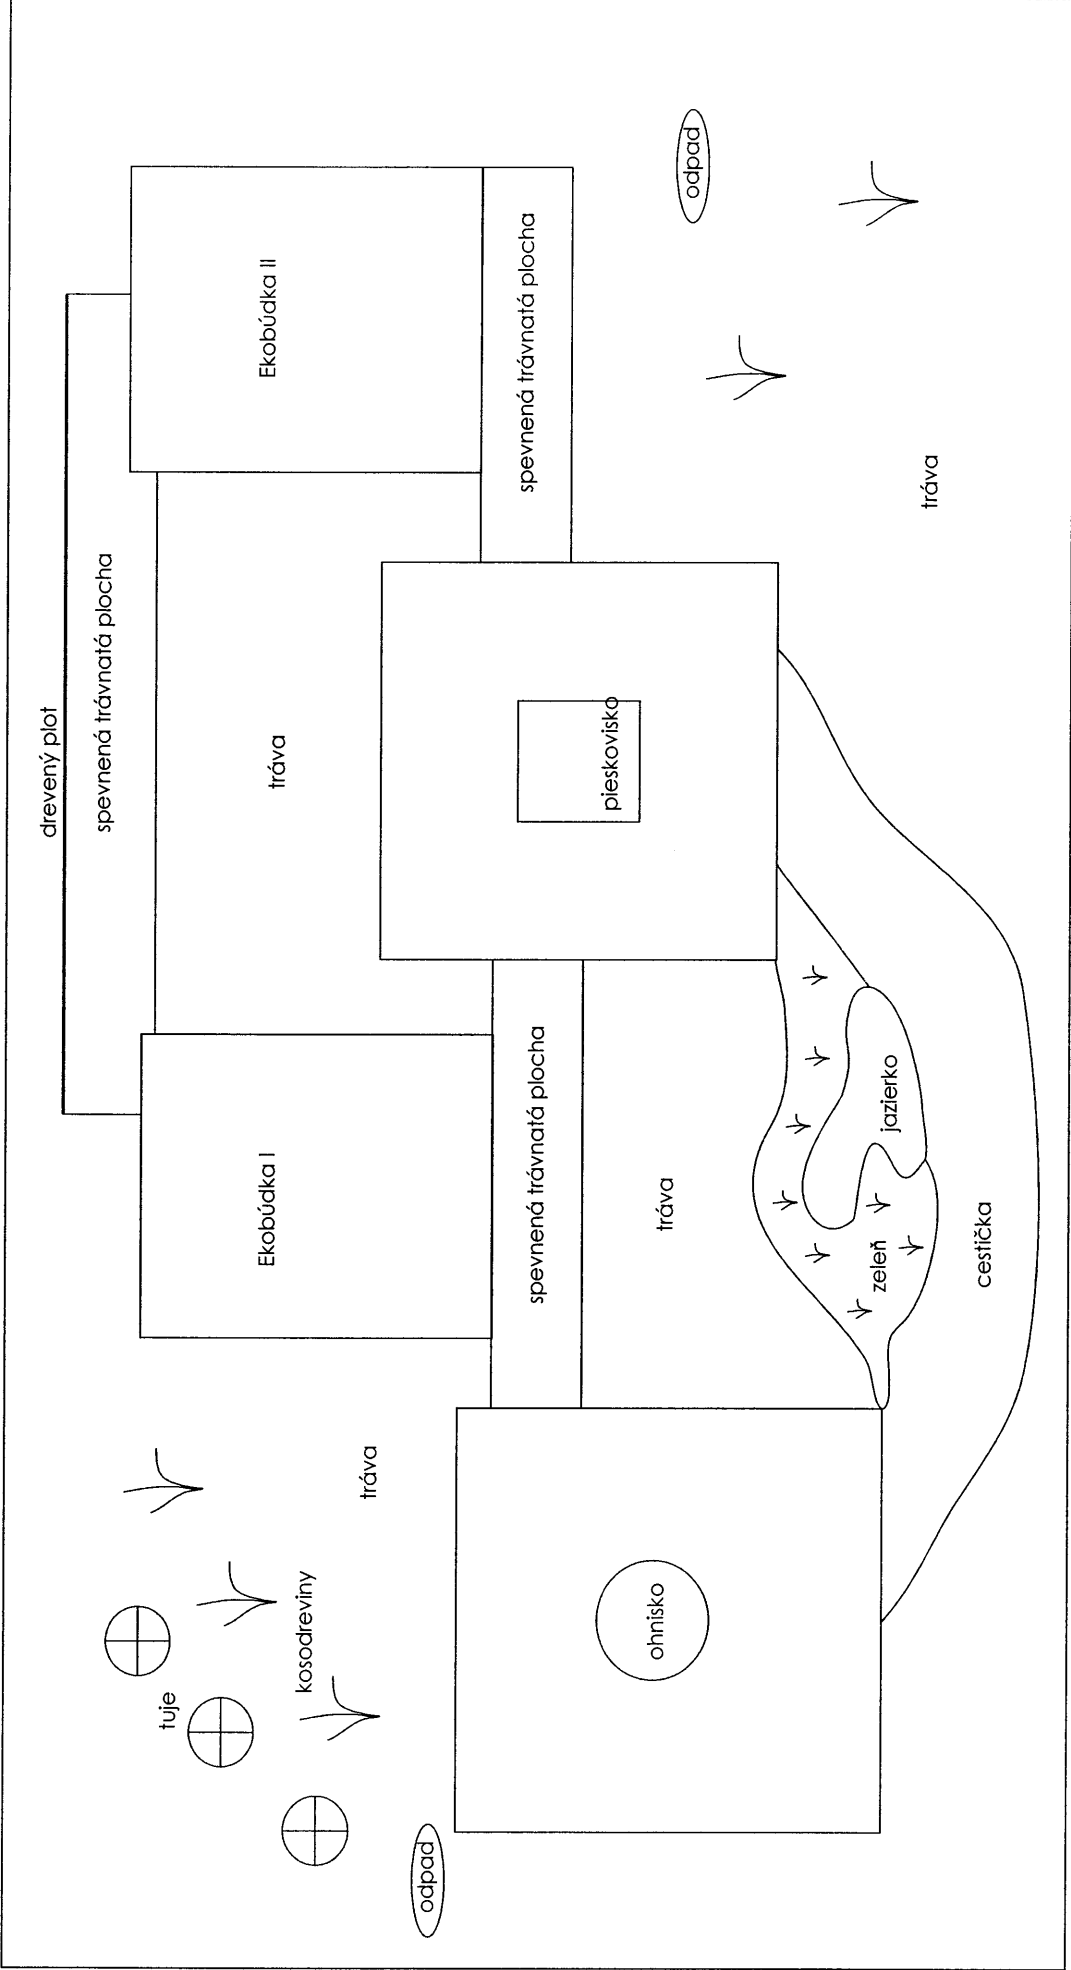 drevený plot
spevnená trávnatá plocha
Ekobúdka I
Ekobúdka II
tráva
tuje
kosodreviny
tráva
odpad
spevnená trávnatá plocha
spevnená trávnatá plocha
pieskovisko
ohnisko
tráva
odpad
zeleň
jazierko
cestička
tráva